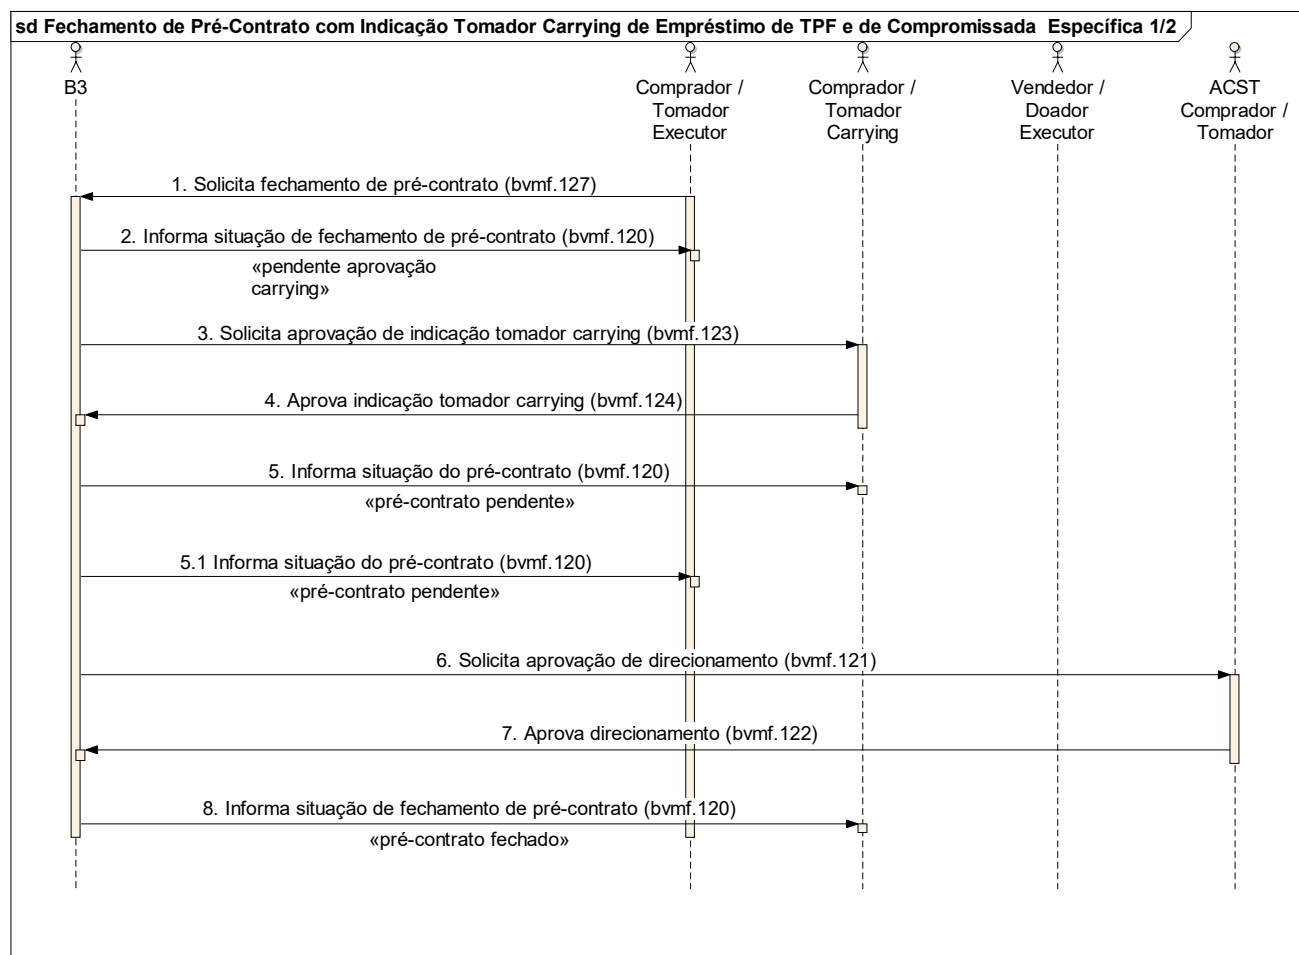 sd Fechamento de Pré-Contrato com Indicação Tomador Carrying de Empréstimo de TPF e de Compromissada  Específica 1/2
B3
Comprador /
Tomador
Executor
Comprador /
Tomador
Carrying
Vendedor /
Doador
Executor
ACST
Comprador /
Tomador
1. Solicita fechamento de pré-contrato (bvmf.127)
2. Informa situação de fechamento de pré-contrato (bvmf.120)
«pendente aprovação
carrying»
3. Solicita aprovação de indicação tomador carrying (bvmf.123)
4. Aprova indicação tomador carrying (bvmf.124)
5. Informa situação do pré-contrato (bvmf.120)
«pré-contrato pendente»
5.1 Informa situação do pré-contrato (bvmf.120)
«pré-contrato pendente»
6. Solicita aprovação de direcionamento (bvmf.121)
7. Aprova direcionamento (bvmf.122)
8. Informa situação de fechamento de pré-contrato (bvmf.120)
«pré-contrato fechado»